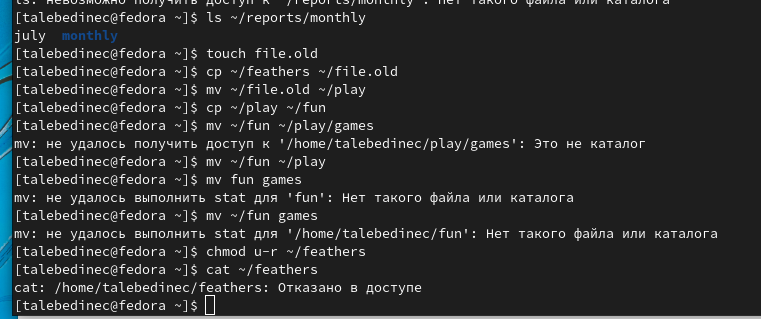 ls: невозможно получить доступ к '/reports/monthly': Нет такого файла или каталога
[talebedinec@fedora ~]$ ls ~/reports/monthly
july monthly
[talebedinec@fedora ~]$ touch file.old
[talebedinec@fedora ~]$ cp ~/feathers ~/file.old
[talebedinec@fedora ~]$ mv ~/file.old ~/play
[talebedinec@fedora ~]$ cp ~/play ~/fun
[talebedinec@fedora ~]$ mv ~/fun ~/play/games
mv: не удалось получить доступ к '/home/talebedinec/play/games': Это не каталог
[talebedinec@fedora ~]$ mv ~/fun ~/play
[talebedinec@fedora ~]$ mv fun games
mv: не удалось выполнить stat для 'fun': Нет такого файла или каталога
[talebedinec@fedora ~]$ mv ~/fun games
mv: не удалось выполнить stat для '/home/talebedinec/fun': Нет такого файла или каталога
[talebedinec@fedora ~]$ chmod u-r ~/feathers
[talebedinec@fedora ~]$ cat ~/feathers
cat: /home/talebedinec/feathers: Отказано в доступе
[talebedinec@fedora ~]$